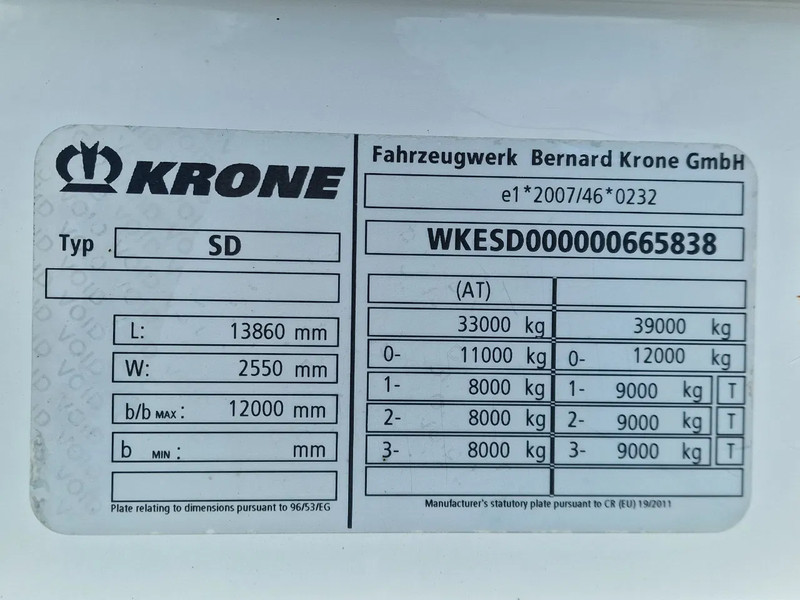 KRONE
Typ SD
L: 13860 mm
W: 2550 mm
b/b MAX: 12000 mm
b MIN: mm
Plate relating to dimensions pursuant to 96/53/EG
Fahrzeugwerk Bernard Krone GmbH
e1*2007/46*0232
WKESD000000665838
(AT)
33000 kg 39000 kg
0- 11000 kg 0- 12000 kg
1- 8000 kg 1- 9000 kg T
2- 8000 kg 2- 9000 kg T
3- 8000 kg 3- 9000 kg T
Manufacturer's statutory plate pursuant to CR (EU) 19/2011